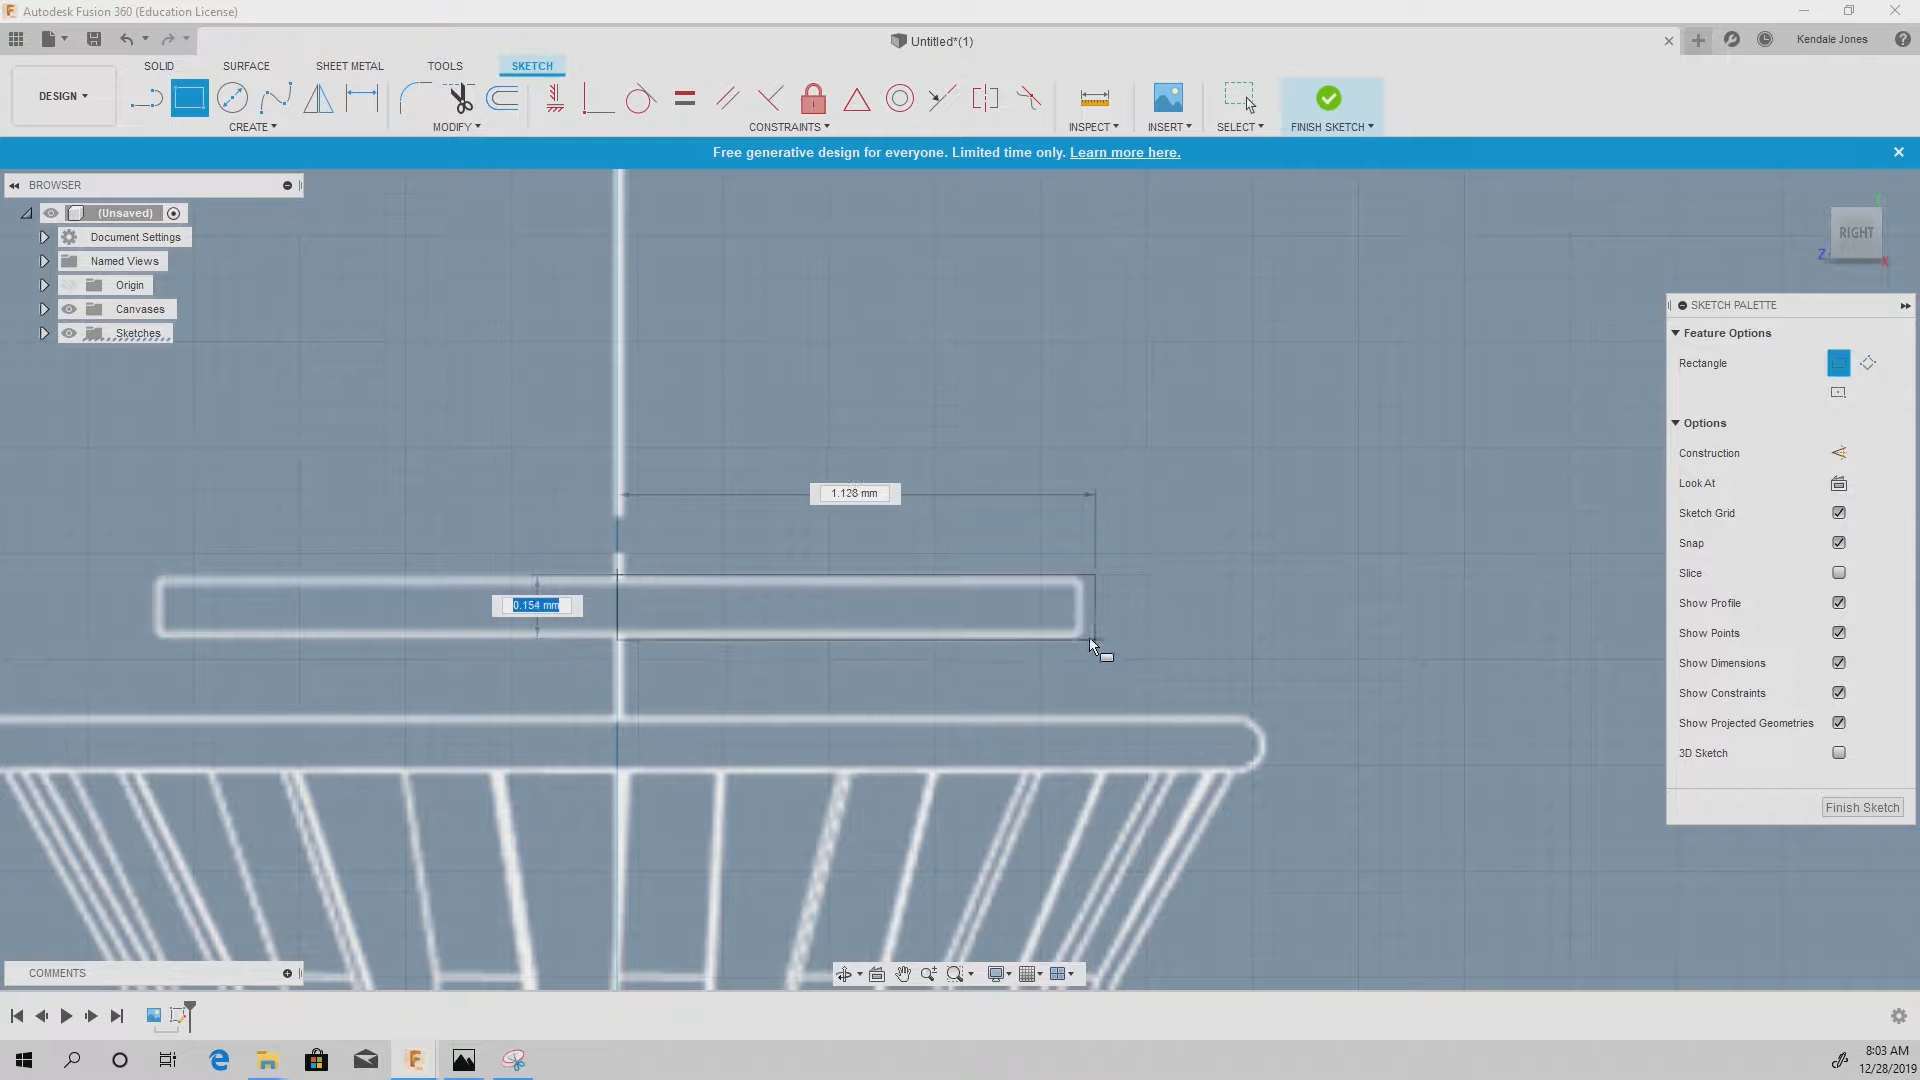 Autodesk Fusion 360 (Education License)
Untitled*(1)
Kendale Jones
SOLID
SURFACE
SHEET METAL
TOOLS
SKETCH
DESIGN
CREATE
MODIFY
CONSTRAINTS
INSPECT
INSERT
SELECT
FINISH SKETCH
Free generative design for everyone. Limited time only. Learn more here.
BROWSER
(Unsaved)
Document Settings
Named Views
Origin
Canvases
Sketches
RIGHT
Z
X
SKETCH PALETTE
Feature Options
Rectangle
Options
Construction
Look At
Sketch Grid
Snap
Slice
Show Profile
Show Points
Show Dimensions
Show Constraints
Show Projected Geometries
3D Sketch
Finish Sketch
1.128 mm
0.154 mm
COMMENTS
8:03 AM
12/28/2019